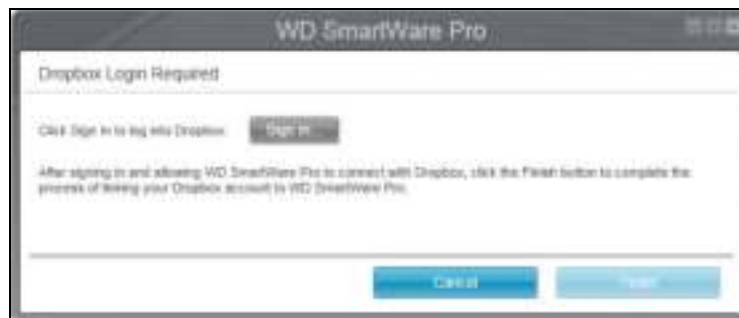 WD SmartWare Pro
Dropbox Login Required
Click Sign In to log into Dropbox. Sign In
After signing in and allowing WD SmartWare Pro to connect with Dropbox, click the Finish button to complete the
process of linking your Dropbox account to WD SmartWare Pro.
Cancel Finish